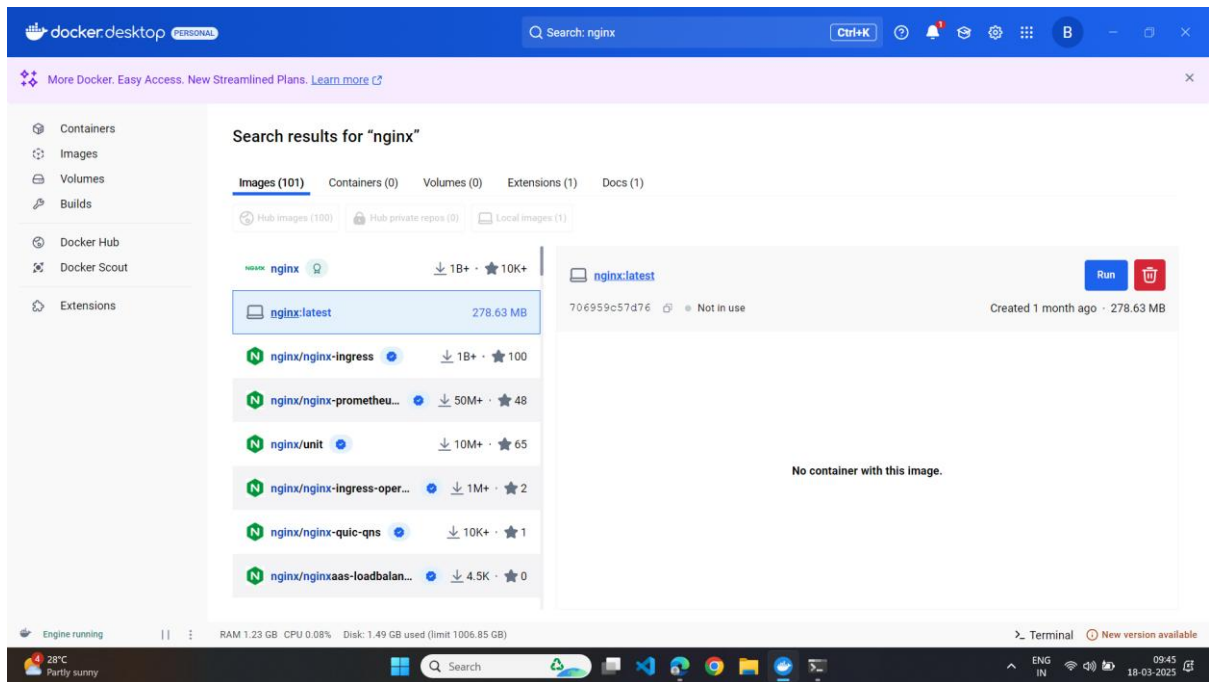 docker.desktop PERSONAL
Search: nginx
Ctrl+K
1
B
More Docker. Easy Access. New Streamlined Plans. Learn more
Containers
Images
Volumes
Builds
Docker Hub
Docker Scout
Extensions
Search results for “nginx”
Images (101) Containers (0) Volumes (0) Extensions (1) Docs (1)
Hub images (100) Hub private repos (0) Local images (1)
NGINX nginx 1B+ · 10K+
nginx:latest 278.63 MB
nginx/nginx-ingress 1B+ · 100
nginx/nginx-prometheu... 50M+ · 48
nginx/unit 10M+ · 65
nginx/nginx-ingress-oper... 1M+ · 2
nginx/nginx-quic-qns 10K+ · 1
nginx/nginxaas-loadbalan... 4.5K · 0
nginx:latest
Run
706959c57d76 Not in use
Created 1 month ago · 278.63 MB
No container with this image.
Engine running
RAM 1.23 GB CPU 0.08% Disk: 1.49 GB used (limit 1006.85 GB)
Terminal New version available
4
28°C
Partly sunny
Search
ENG
IN
09:45
18-03-2025